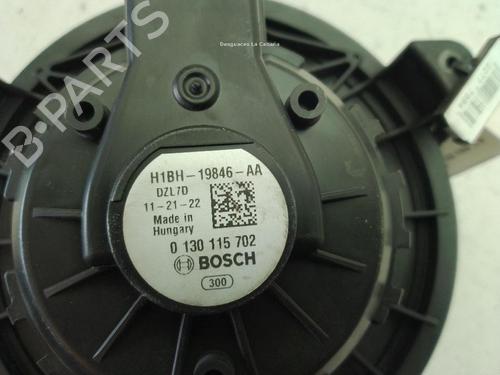 Desguaces La Cabaña
B-PARTS
H1BH-19846-AA
DZL7D
11-21-22
Made in
Hungary
0 130 115 702
BOSCH
300